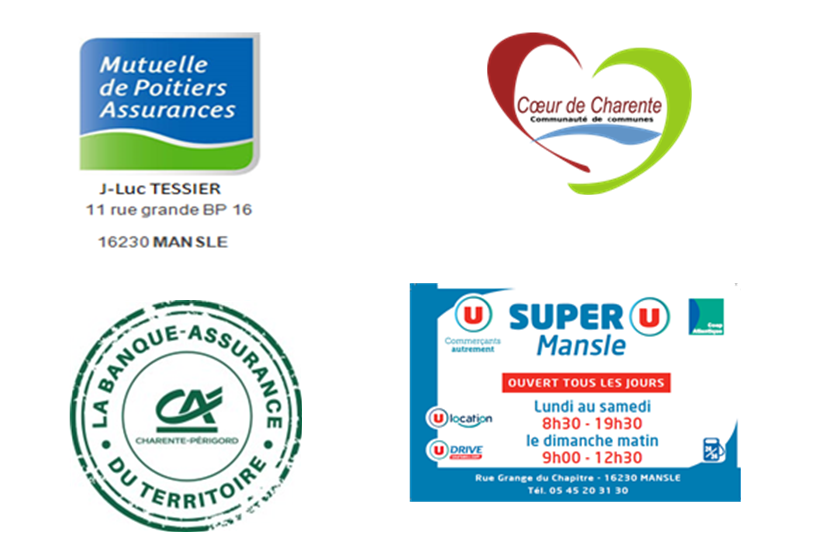 Mutuelle
de Poitiers
Assurances
J-Luc TESSIER
11 rue grande BP 16
16230 MANSLE
Cœur de Charente
Communauté de communes
LA BANQUE-ASSURANCE
CA
CHARENTE-PÉRIGORD
DU TERRITOIRE
U
Commerçants
autrement
SUPER U
Mansle
Coop
Atlantique
OUVERT TOUS LES JOURS
Lundi au samedi
8h30 - 19h30
le dimanche matin
9h00 - 12h30
U location
U DRIVE
Rue Grange du Chapitre - 16230 MANSLE
Tél. 05 45 20 31 30